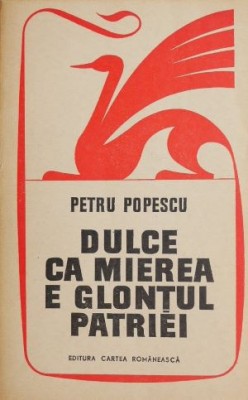 PETRU POPESCU
DULCE
CA MIEREA
E GLONȚUL
PATRIEI
EDITURA CARTEA ROMÂNEASCĂ